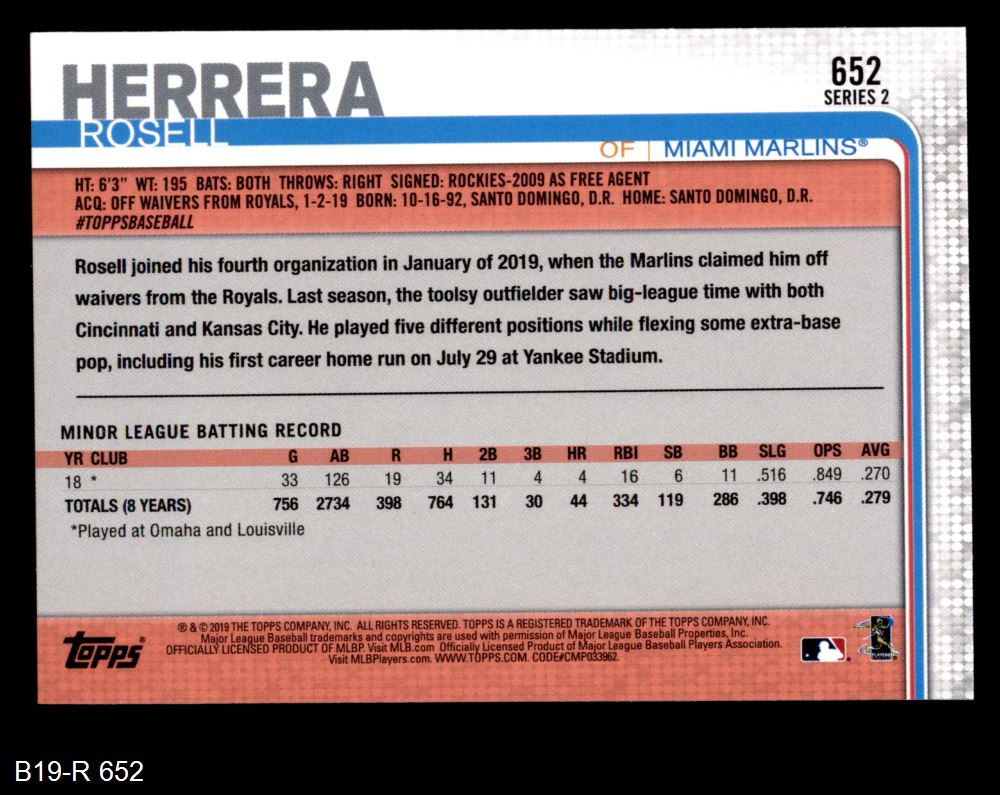 HERRERA
ROSELL
652
SERIES 2
OF | MIAMI MARLINS®
HT: 6'3" WT: 195 BATS: BOTH THROWS: RIGHT SIGNED: ROCKIES-2009 AS FREE AGENT
ACQ: OFF WAIVERS FROM ROYALS, 1-2-19 BORN: 10-16-92, SANTO DOMINGO, D.R. HOME: SANTO DOMINGO, D.R.
#TOPPSBASEBALL
Rosell joined his fourth organization in January of 2019, when the Marlins claimed him off
waivers from the Royals. Last season, the toolsy outfielder saw big-league time with both
Cincinnati and Kansas City. He played five different positions while flexing some extra-base
pop, including his first career home run on July 29 at Yankee Stadium.
MINOR LEAGUE BATTING RECORD
YR CLUB G AB R H 2B 3B HR RBI SB BB SLG OPS AVG
18 * 33 126 19 34 11 4 4 16 6 11 .516 .849 .270
TOTALS (8 YEARS) 756 2734 398 764 131 30 44 334 119 286 .398 .746 .279
*Played at Omaha and Louisville
® & © 2019 THE TOPPS COMPANY, INC. ALL RIGHTS RESERVED. TOPPS IS A REGISTERED TRADEMARK OF THE TOPPS COMPANY, INC.
Major League Baseball trademarks and copyrights are used with permission of Major League Baseball Properties, Inc.
OFFICIALLY LICENSED PRODUCT OF MLBP. Visit MLB.com Officially Licensed Product of Major League Baseball Players Association.
Visit MLBPlayers.com. WWW.TOPPS.COM. CODE#CMP033962.
Topps®
PLAYERS
B19-R 652